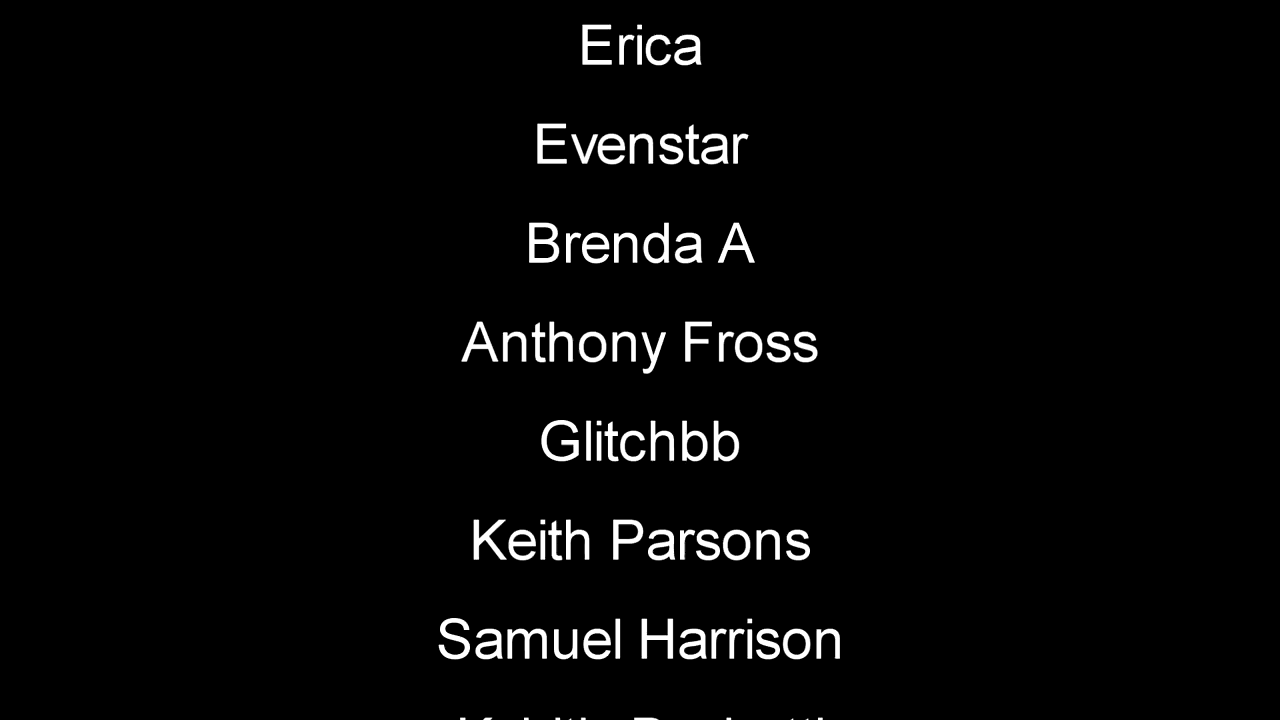 Erica
Evenstar
Brenda A
Anthony Fross
Glitchbb
Keith Parsons
Samuel Harrison